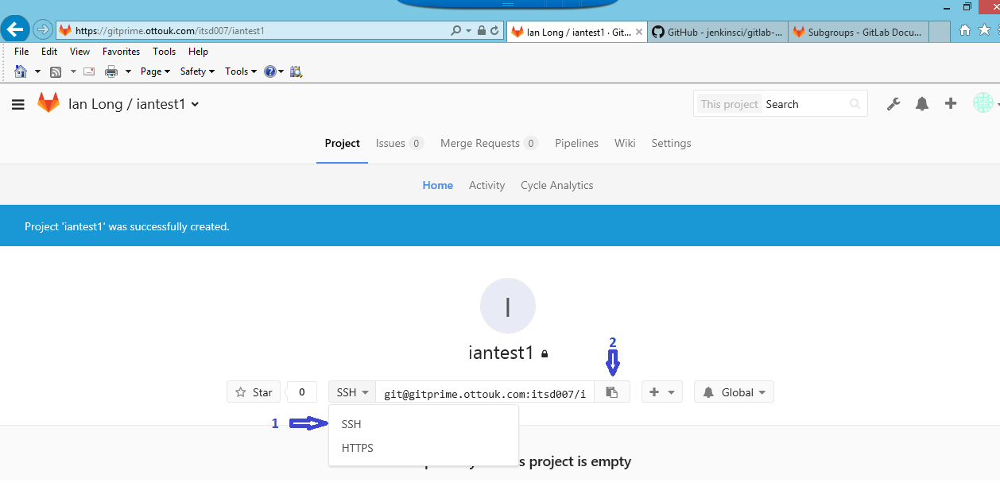 https://gitprime.ottouk.com/itsd007/iantest1
Ian Long / iantest1 · Git...
GitHub - jenkinsci/gitlab-...
Subgroups - GitLab Docu...
File Edit View Favorites Tools Help
Page Safety Tools
Ian Long / iantest1
This project Search
Project Issues 0 Merge Requests 0 Pipelines Wiki Settings
Home Activity Cycle Analytics
Project 'iantest1' was successfully created.
I
iantest1
2
Star 0 SSH git@gitprime.ottouk.com:itsd007/i Global
1
SSH
HTTPS
project is empty